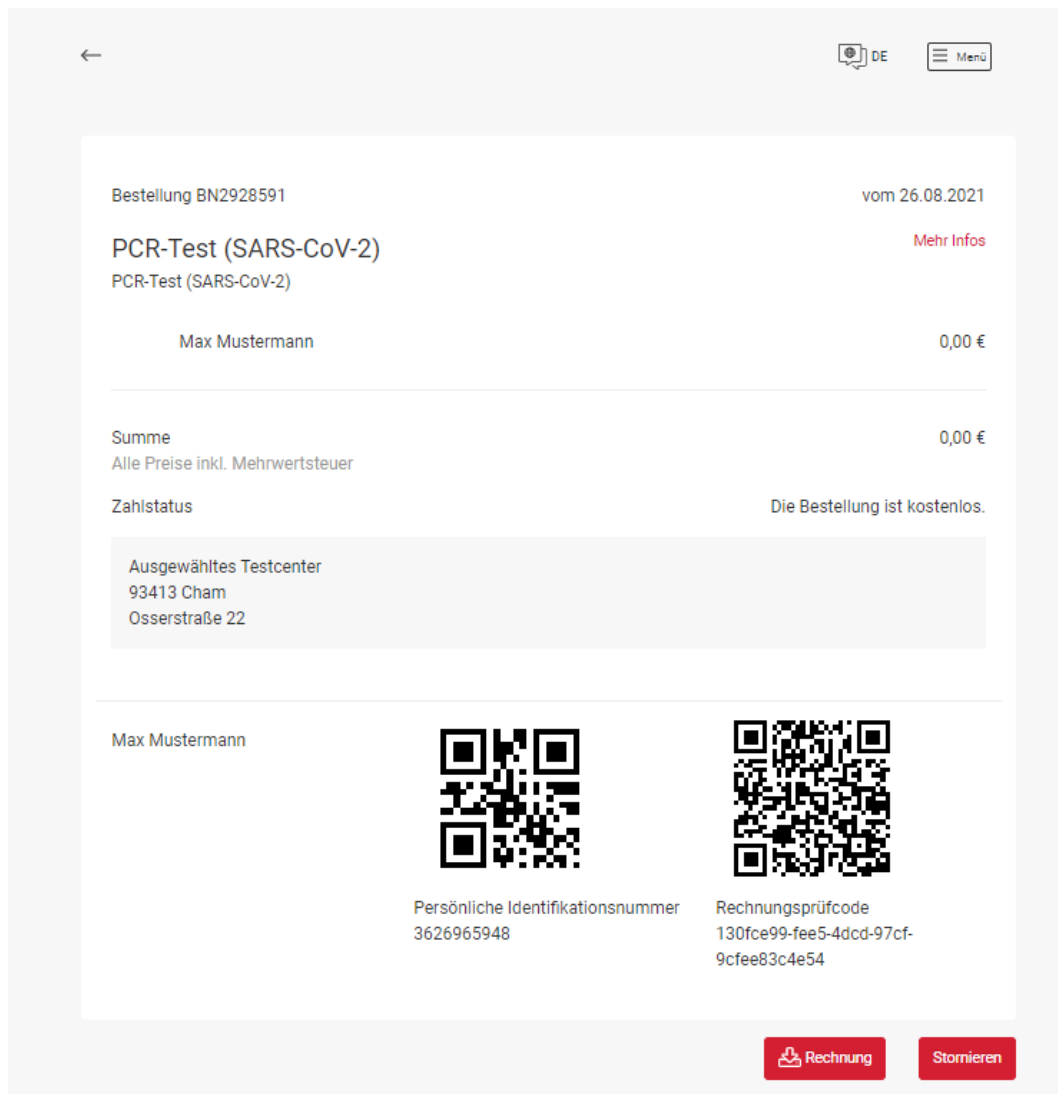 DE
Menü
Bestellung BN2928591
vom 26.08.2021
PCR-Test (SARS-CoV-2)
Mehr Infos
PCR-Test (SARS-CoV-2)
Max Mustermann
0,00 €
Summe
0,00 €
Alle Preise inkl. Mehrwertsteuer
Zahlstatus
Die Bestellung ist kostenlos.
Ausgewähltes Testcenter
93413 Cham
Osserstraße 22
Max Mustermann
Persönliche Identifikationsnummer
3626965948
Rechnungsprüfcode
130fce99-fee5-4dcd-97cf-
9cfee83c4e54
Rechnung
Stornieren